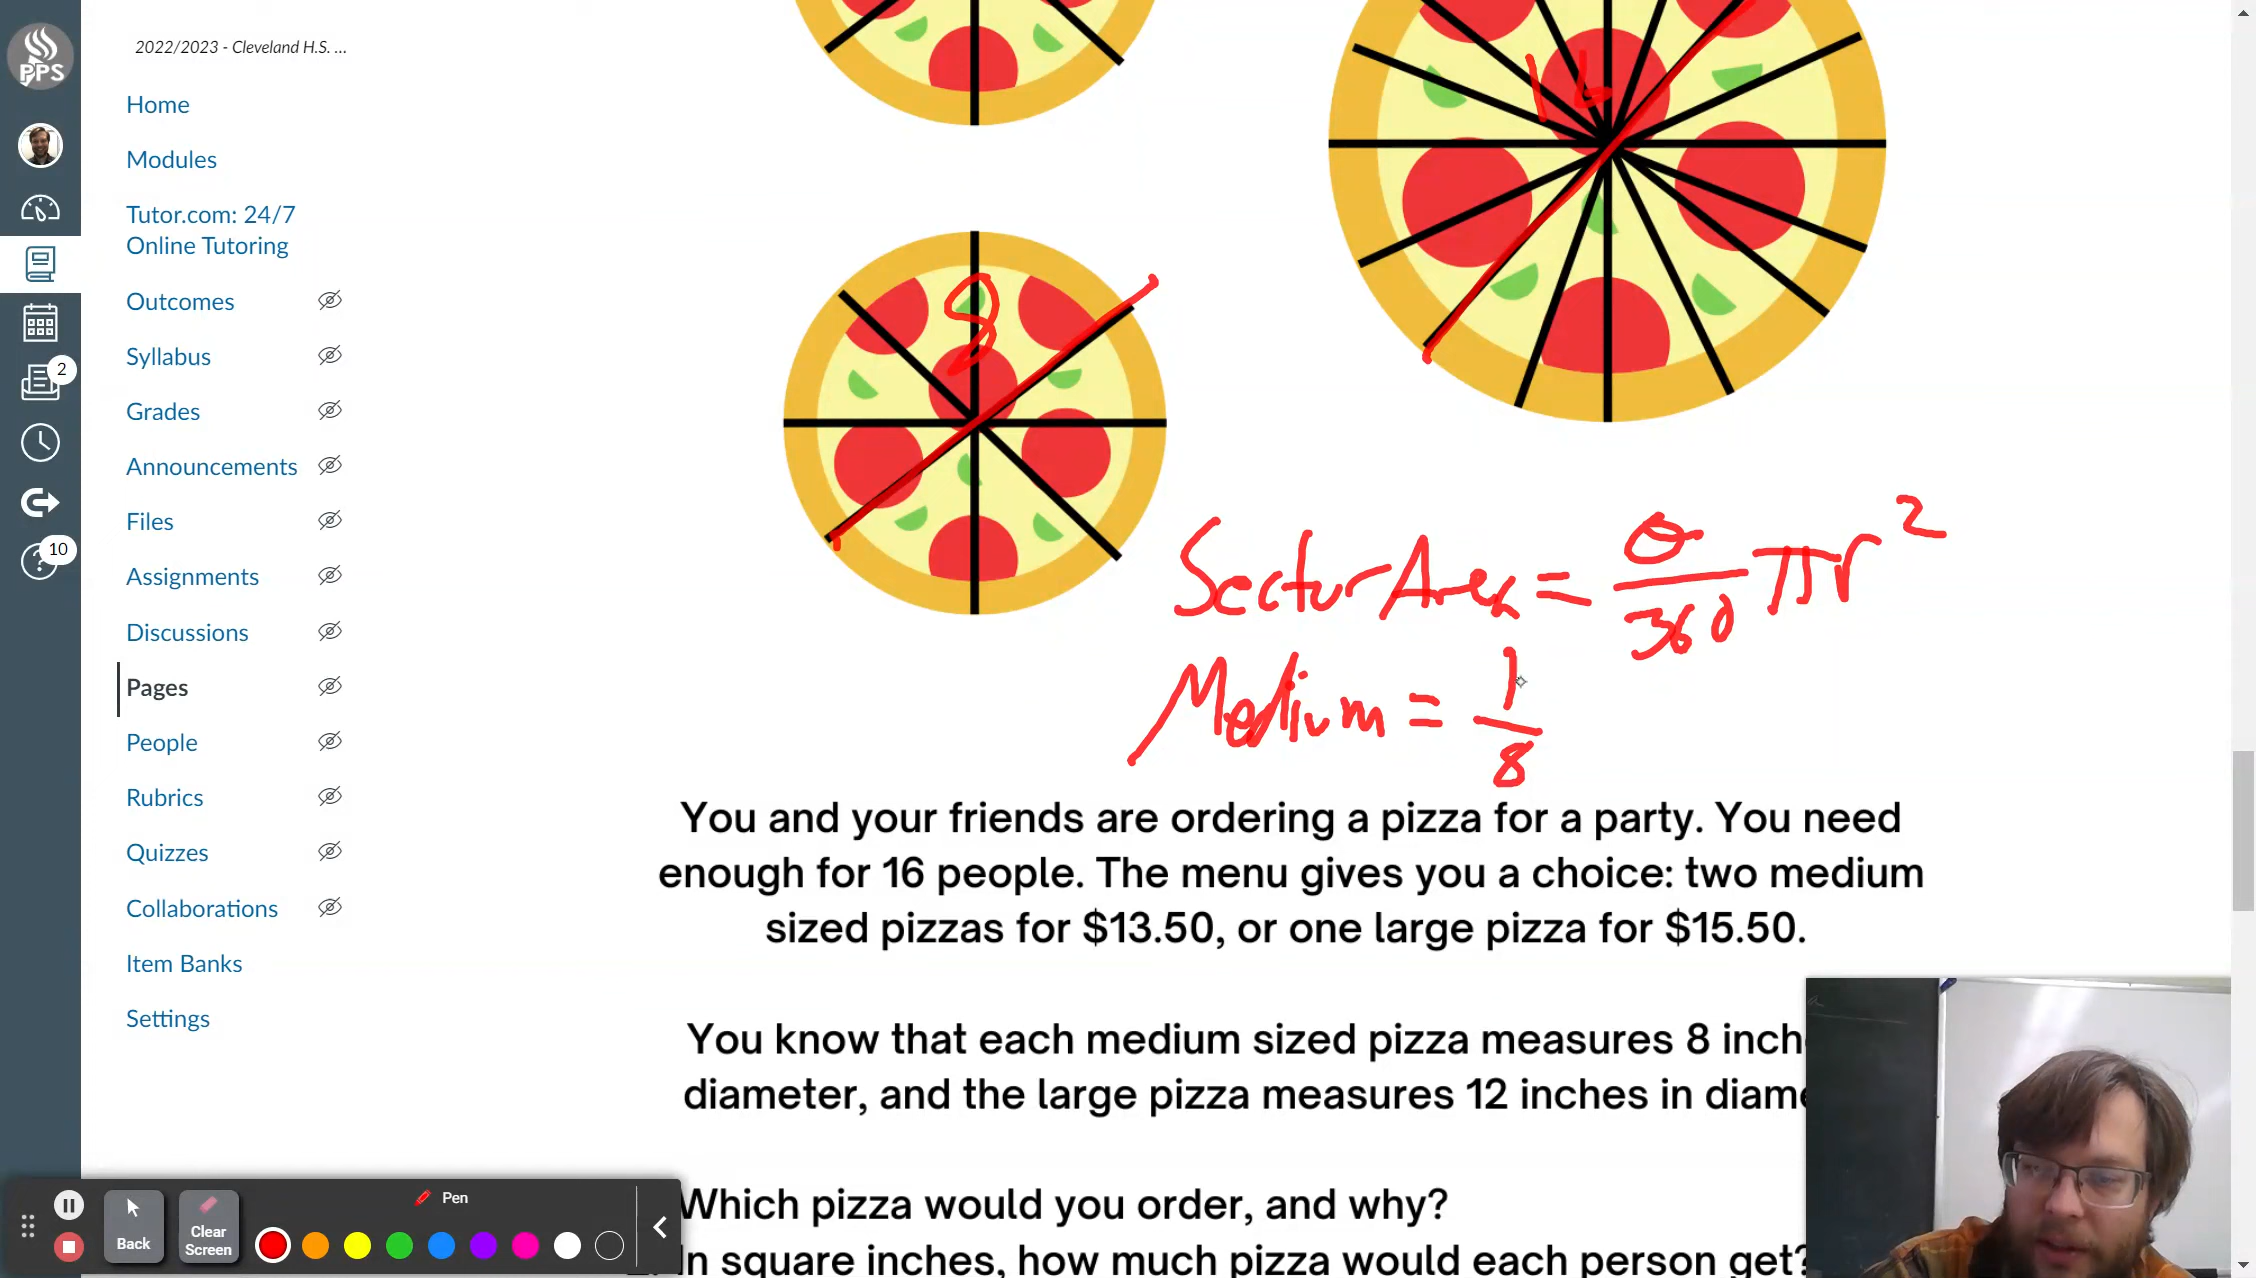 PPS
2022/2023 - Cleveland H.S. ...
Home
Modules
Tutor.com: 24/7
Online Tutoring
Outcomes
Syllabus
Grades
Announcements
Files
Assignments
Discussions
Pages
People
Rubrics
Quizzes
Collaborations
Item Banks
Settings
2
10
16
8
Sector Area = θ/360 πr²
Medium = 1/8
You and your friends are ordering a pizza for a party. You need
enough for 16 people. The menu gives you a choice: two medium
sized pizzas for $13.50, or one large pizza for $15.50.
You know that each medium sized pizza measures 8 inch
diameter, and the large pizza measures 12 inches in diame
Which pizza would you order, and why?
In square inches, how much pizza would each person get?
Back
Clear
Screen
Pen